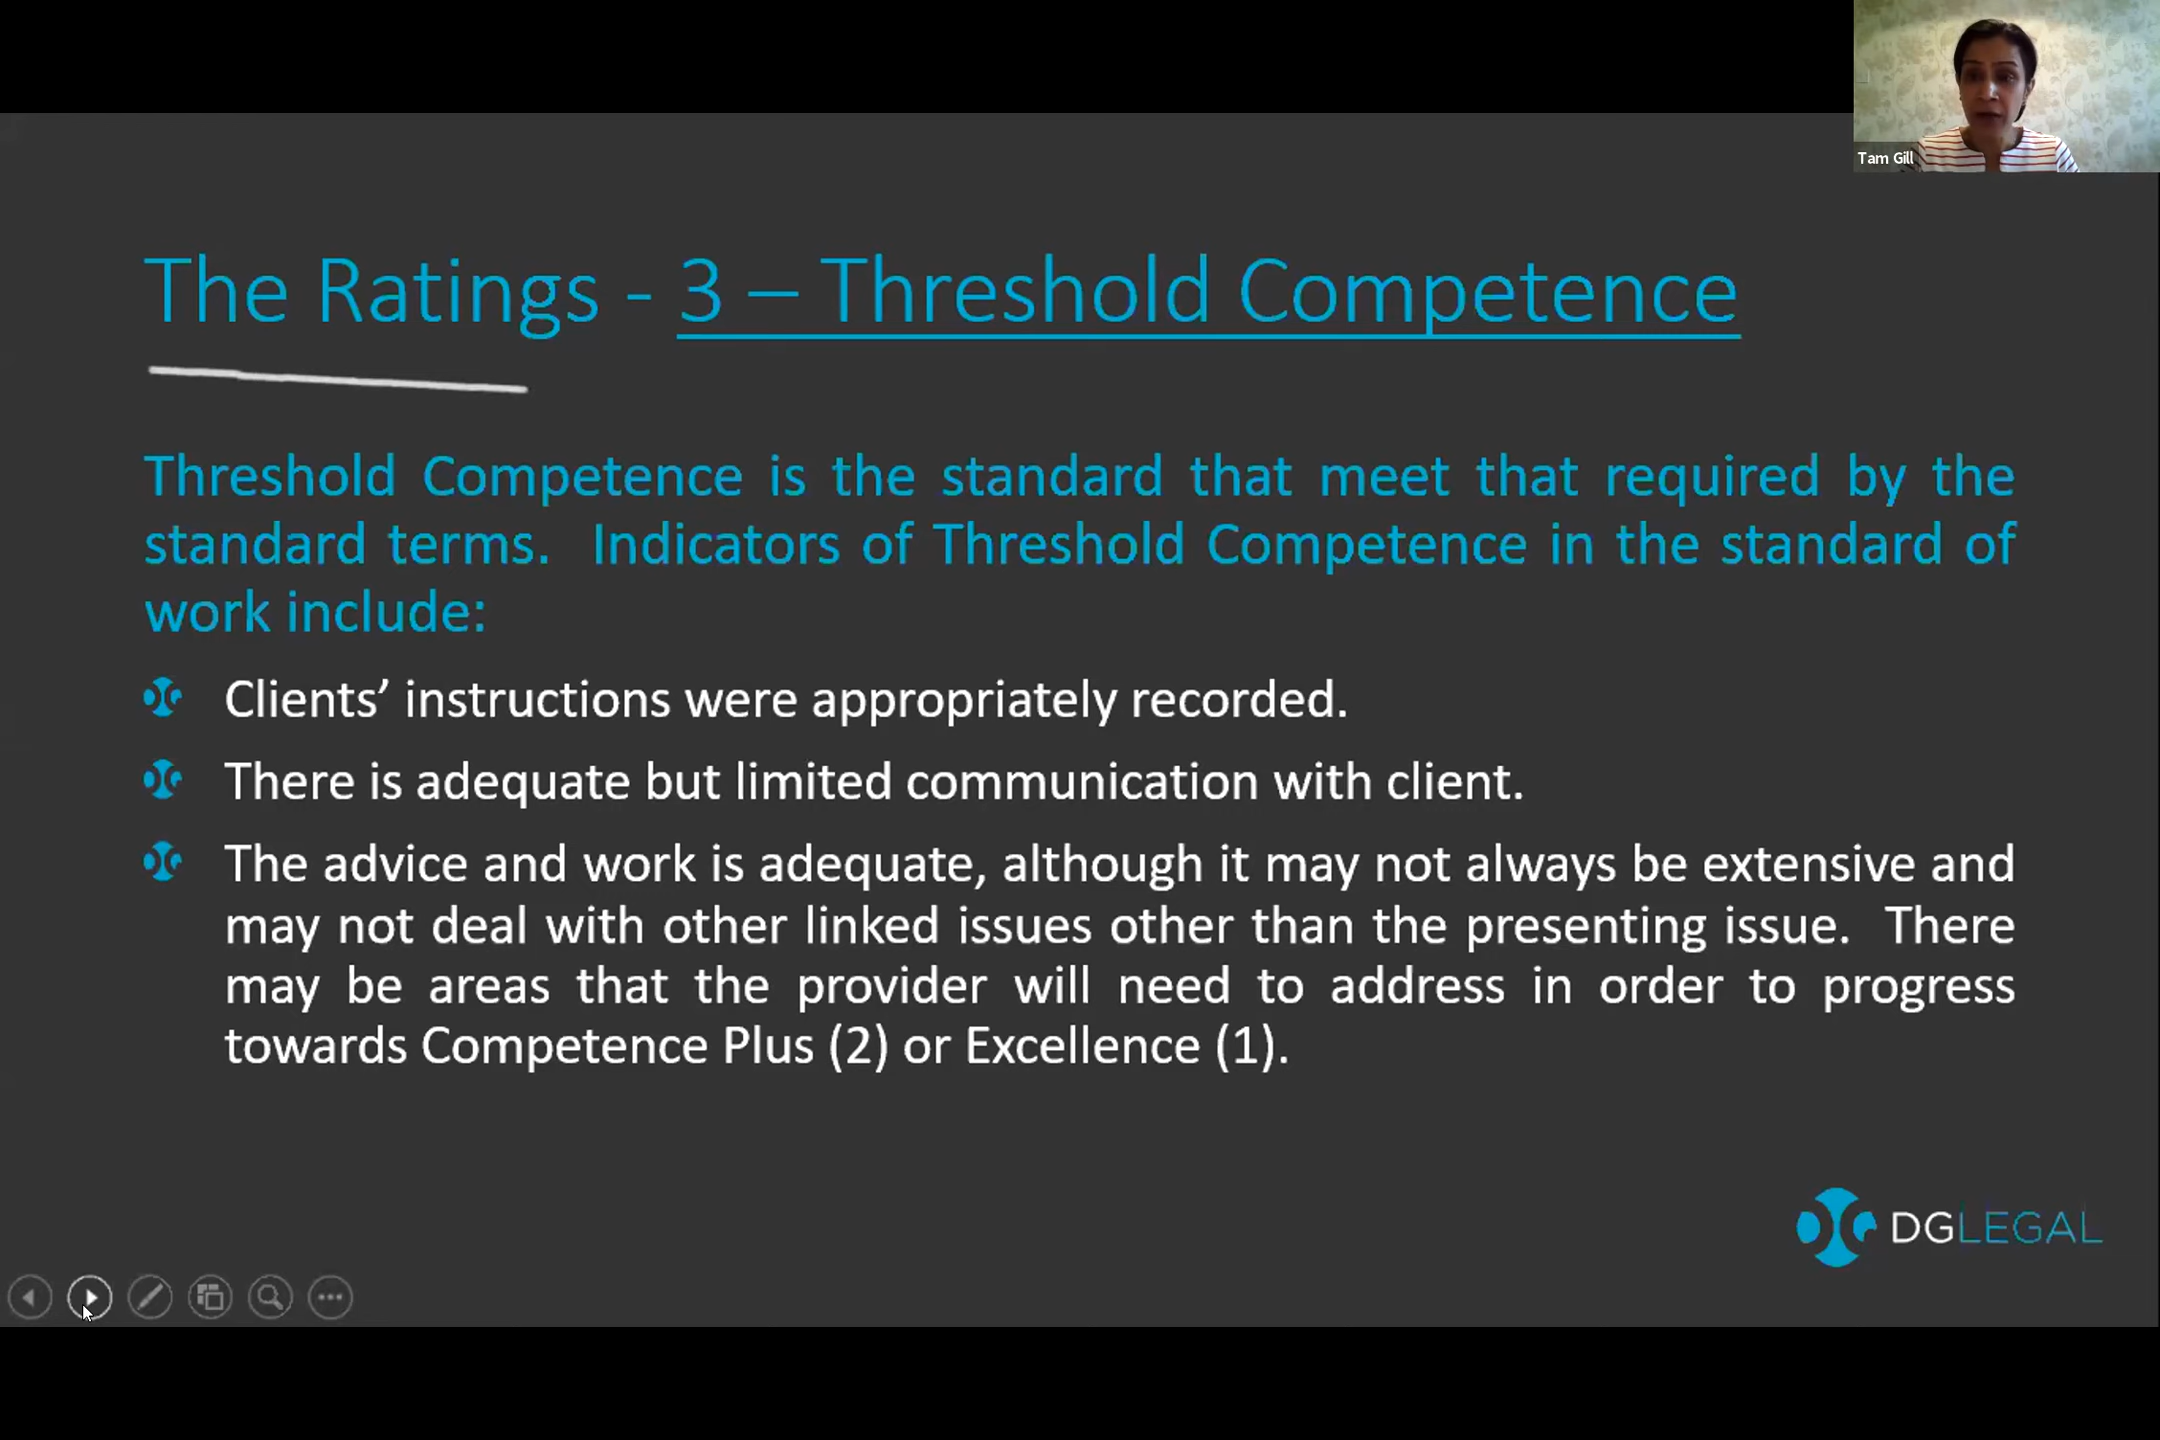 Tam Gill
The Ratings - 3 – Threshold Competence
Threshold Competence is the standard that meet that required by the
standard terms. Indicators of Threshold Competence in the standard of
work include:
Clients’ instructions were appropriately recorded.
There is adequate but limited communication with client.
The advice and work is adequate, although it may not always be extensive and
may not deal with other linked issues other than the presenting issue. There
may be areas that the provider will need to address in order to progress
towards Competence Plus (2) or Excellence (1).
DGLEGAL